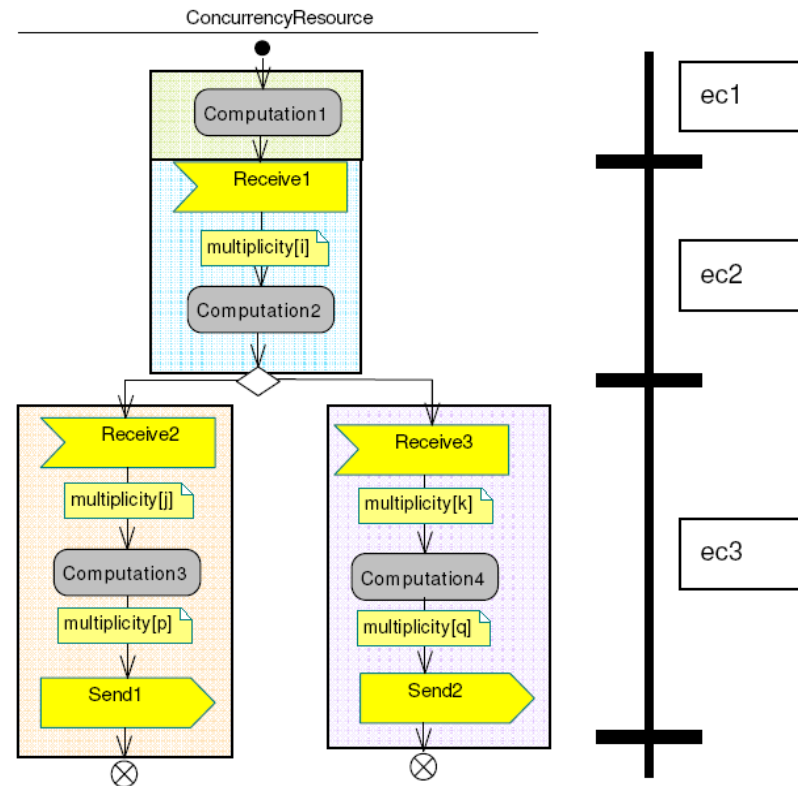 ConcurrencyResource
Computation1
ec1
Receive1
multiplicity[i]
Computation2
ec2
Receive2
multiplicity[j]
Computation3
multiplicity[p]
Send1
Receive3
multiplicity[k]
Computation4
multiplicity[q]
Send2
ec3